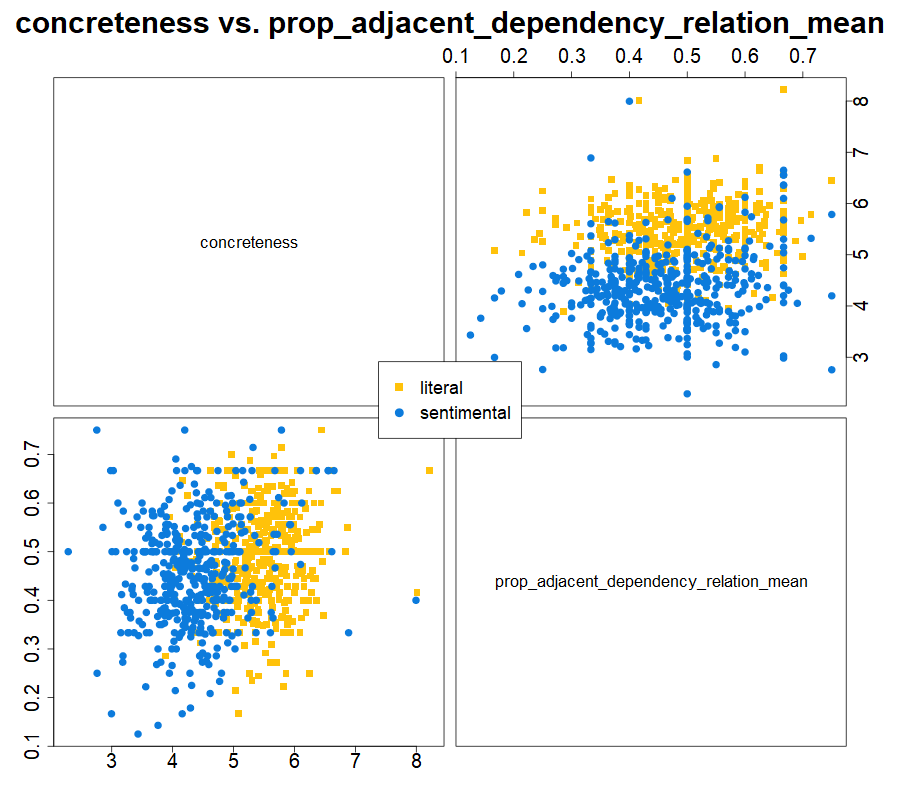 concreteness vs. prop_adjacent_dependency_relation_mean
0.1 0.2 0.3 0.4 0.5 0.6 0.7
8
7
concreteness
6
5
4
3
literal
sentimental
0.7
0.6
0.5
prop_adjacent_dependency_relation_mean
0.4
0.3
0.2
0.1
3 4 5 6 7 8